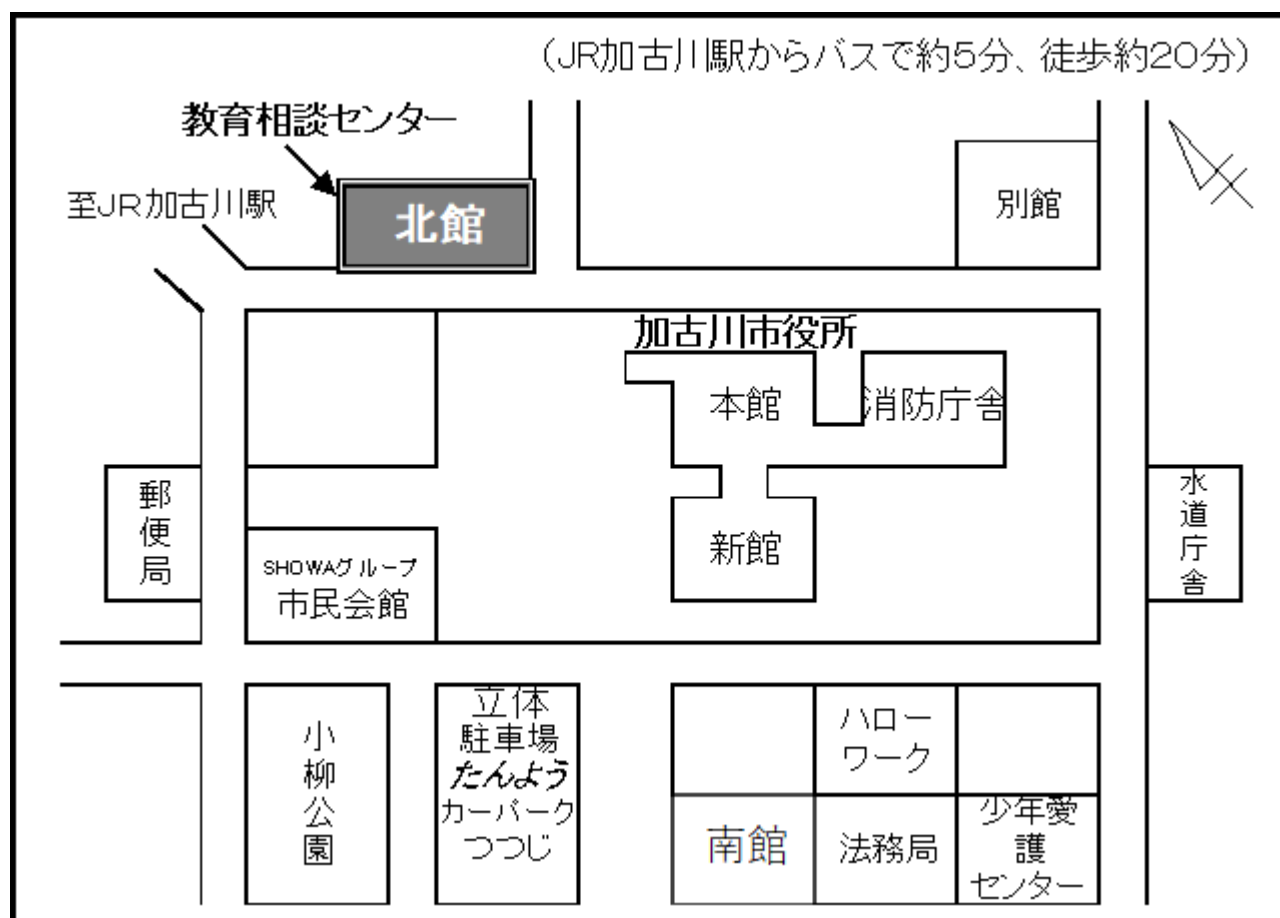 （JR加古川駅からバスで約5分、徒歩約20分）
教育相談センター
至JR加古川駅
北館
別館
加古川市役所
本館
消防庁舎
郵便局
水道庁舎
新館
SHOWAグループ
市民会館
小柳公園
立体
駐車場
たんよう
カーパーク
つつじ
ハロー
ワーク
南館
法務局
少年愛
護
センター